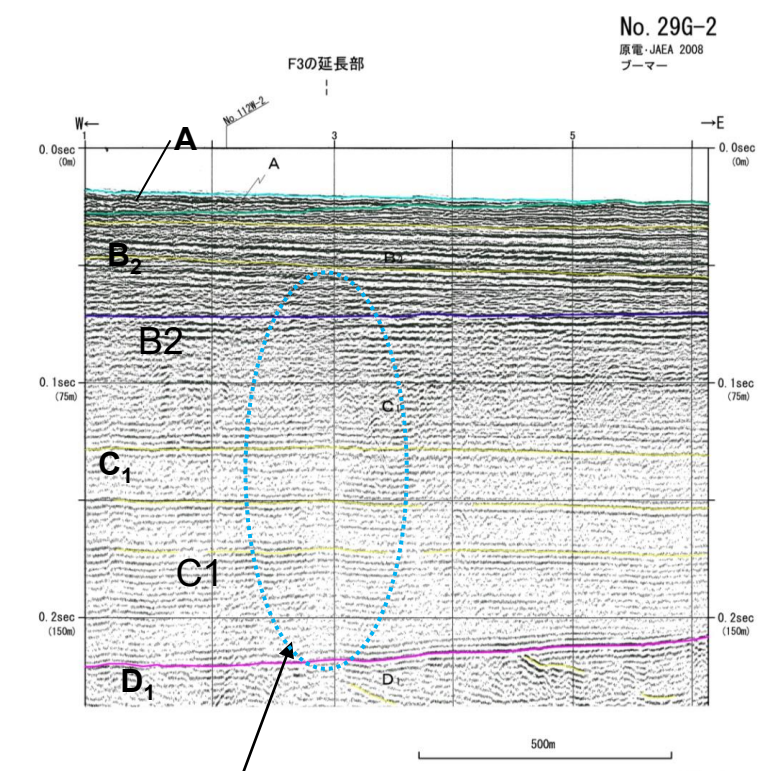 No. 29G-2
原電・JAEA 2008
ブーマー
F3の延長部
No. 112W-2
W←
→E
1
3
5
0.0sec
(0m)
0.0sec
(0m)
A
A
B₂
B₂
B2
0.1sec
(75m)
0.1sec
(75m)
C₁
C₁
C1
0.2sec
(150m)
0.2sec
(150m)
D₁
D₁
500m